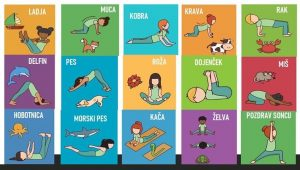 LADJA
MUCA
KOBRA
KRAVA
RAK
DELFIN
PES
ROŽA
DOJENČEK
MIŠ
HOBOTNICA
MORSKI PES
KAČA
ŽELVA
POZDRAV SONCU